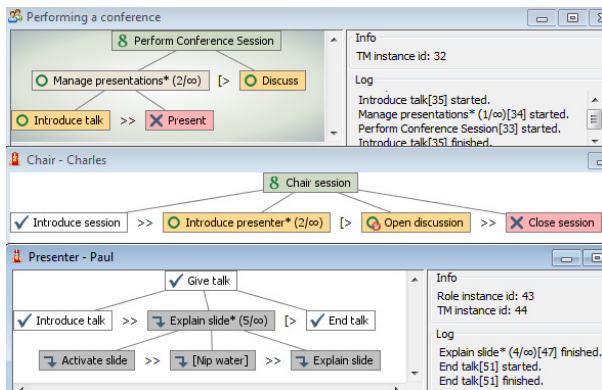 Performing a conference
Perform Conference Session
Manage presentations* (2/∞) [> Discuss
Introduce talk >> Present
Info
TM instance id: 32
Log
Introduce talk[35] started.
Manage presentations* (1/∞)[34] started.
Perform Conference Session[33] started.
Introduce talk[35] finished.
Chair - Charles
Chair session
Introduce session >> Introduce presenter* (2/∞) [> Open discussion >> Close session
Presenter - Paul
Give talk
Introduce talk >> Explain slide* (5/∞) [> End talk
Activate slide >> [Nip water] >> Explain slide
Info
Role instance id: 43
TM instance id: 44
Log
Explain slide* (4/∞)[47] finished.
End talk[51] started.
End talk[51] finished.